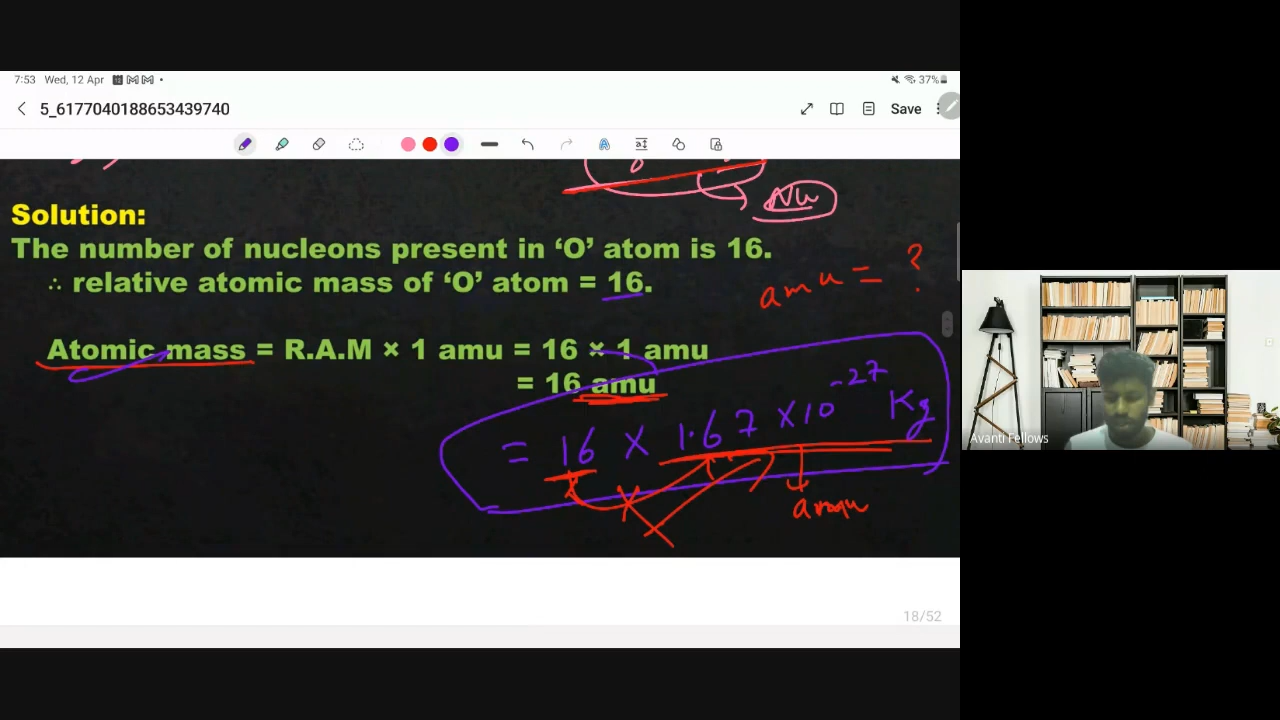 7:53 Wed, 12 Apr 37%
5_6177040188653439740
Save
Nu
Solution:
The number of nucleons present in ‘O’ atom is 16.
∴ relative atomic mass of ‘O’ atom = 16.
amu = ?
Atomic mass = R.A.M × 1 amu = 16 × 1 amu
= 16 amu
= 16 × 1.67 × 10^-27 Kg
amu
18/52
Avanti Fellows